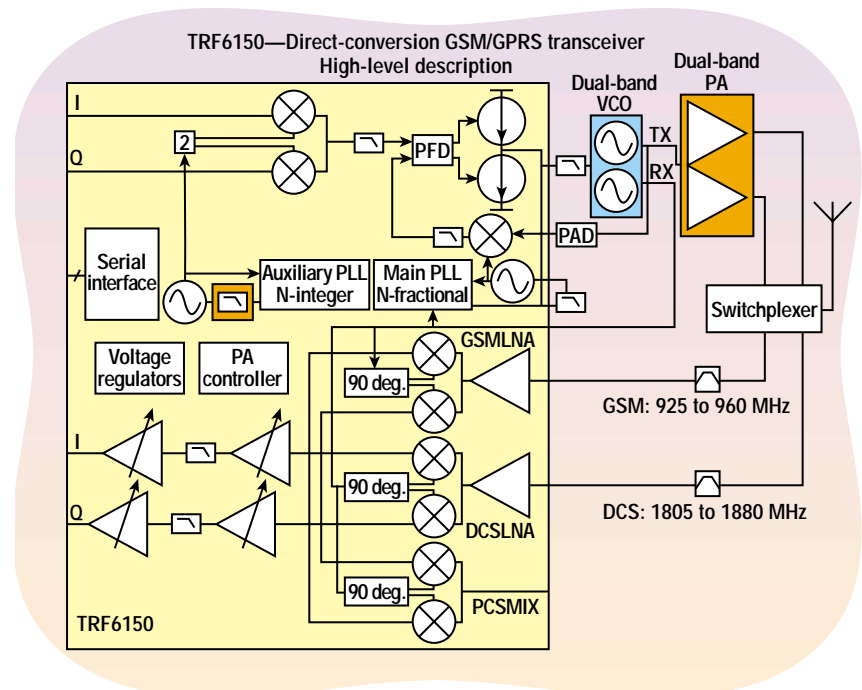 TRF6150—Direct-conversion GSM/GPRS transceiver
High-level description
Dual-band
VCO
Dual-band
PA
I
Q
2
PFD
TX
RX
PAD
Serial
interface
Auxiliary PLL
N-integer
Main PLL
N-fractional
Switchplexer
Voltage
regulators
PA
controller
GSMLNA
90 deg.
GSM: 925 to 960 MHz
I
Q
90 deg.
DCSLNA
DCS: 1805 to 1880 MHz
90 deg.
PCSMIX
TRF6150